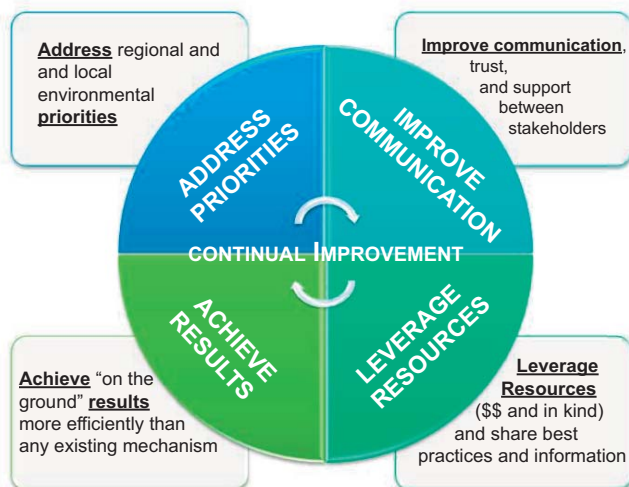 Address regional and
and local
environmental
priorities
Improve communication,
trust,
and support
between
stakeholders
ADDRESS
PRIORITIES
IMPROVE
COMMUNICATION
CONTINUAL IMPROVEMENT
ACHIEVE
RESULTS
LEVERAGE
RESOURCES
Achieve “on the
ground” results
more efficiently than
any existing mechanism
Leverage
Resources
($$ and in kind)
and share best
practices and information